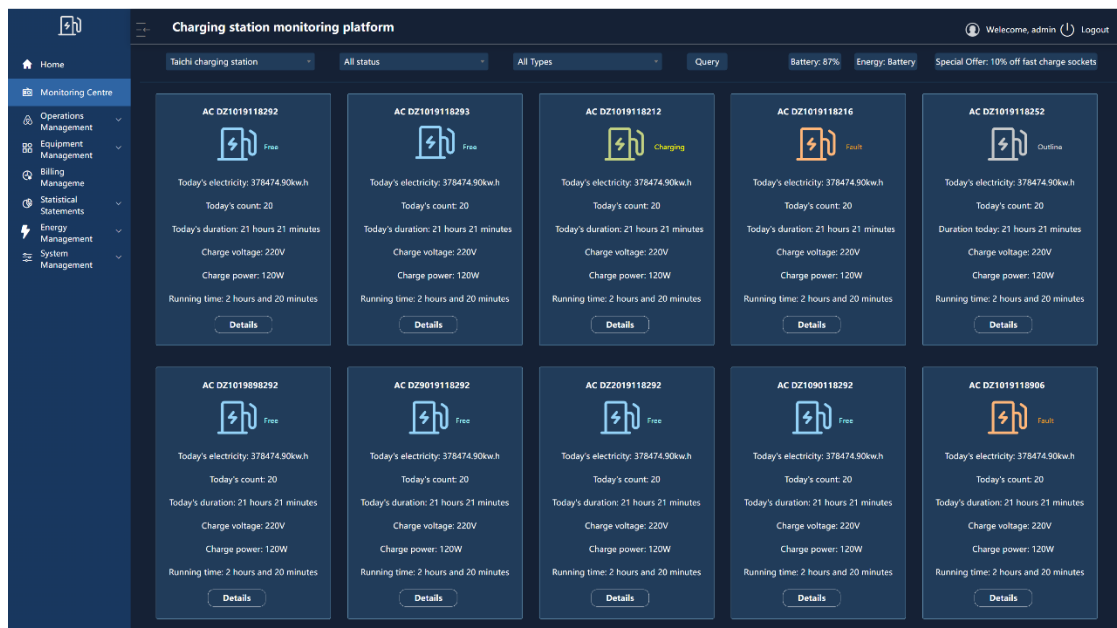 Charging station monitoring platform
Welcome, admin
Logout
Home
Monitoring Centre
Operations
Management
Equipment
Management
Billing
Manageme
Statistical
Statements
Energy
Management
System
Management
Taichi charging station
All status
All Types
Query
Battery: 87%
Energy: Battery
Special Offer: 10% off fast charge sockets
AC DZ1019118292
Free
Today's electricity: 378474.90kw.h
Today's count: 20
Today's duration: 21 hours 21 minutes
Charge voltage: 220V
Charge power: 120W
Running time: 2 hours and 20 minutes
Details
AC DZ1019118293
Free
Today's electricity: 378474.90kw.h
Today's count: 20
Today's duration: 21 hours 21 minutes
Charge voltage: 220V
Charge power: 120W
Running time: 2 hours and 20 minutes
Details
AC DZ1019118212
Charging
Today's electricity: 378474.90kw.h
Today's count: 20
Today's duration: 21 hours 21 minutes
Charge voltage: 220V
Charge power: 120W
Running time: 2 hours and 20 minutes
Details
AC DZ1019118216
Fault
Today's electricity: 378474.90kw.h
Today's count: 20
Today's duration: 21 hours 21 minutes
Charge voltage: 220V
Charge power: 120W
Running time: 2 hours and 20 minutes
Details
AC DZ1019118252
Outline
Today's electricity: 378474.90kw.h
Today's count: 20
Duration today: 21 hours 21 minutes
Charge voltage: 220V
Charge power: 120W
Running time: 2 hours and 20 minutes
Details
AC DZ1019898292
Free
Today's electricity: 378474.90kw.h
Today's count: 20
Today's duration: 21 hours 21 minutes
Charge voltage: 220V
Charge power: 120W
Running time: 2 hours and 20 minutes
Details
AC DZ9019118292
Free
Today's electricity: 378474.90kw.h
Today's count: 20
Today's duration: 21 hours 21 minutes
Charge voltage: 220V
Charge power: 120W
Running time: 2 hours and 20 minutes
Details
AC DZ2019118292
Free
Today's electricity: 378474.90kw.h
Today's count: 20
Today's duration: 21 hours 21 minutes
Charge voltage: 220V
Charge power: 120W
Running time: 2 hours and 20 minutes
Details
AC DZ1090118292
Free
Today's electricity: 378474.90kw.h
Today's count: 20
Today's duration: 21 hours 21 minutes
Charge voltage: 220V
Charge power: 120W
Running time: 2 hours and 20 minutes
Details
AC DZ1019118906
Fault
Today's electricity: 378474.90kw.h
Today's count: 20
Today's duration: 21 hours 21 minutes
Charge voltage: 220V
Charge power: 120W
Running time: 2 hours and 20 minutes
Details